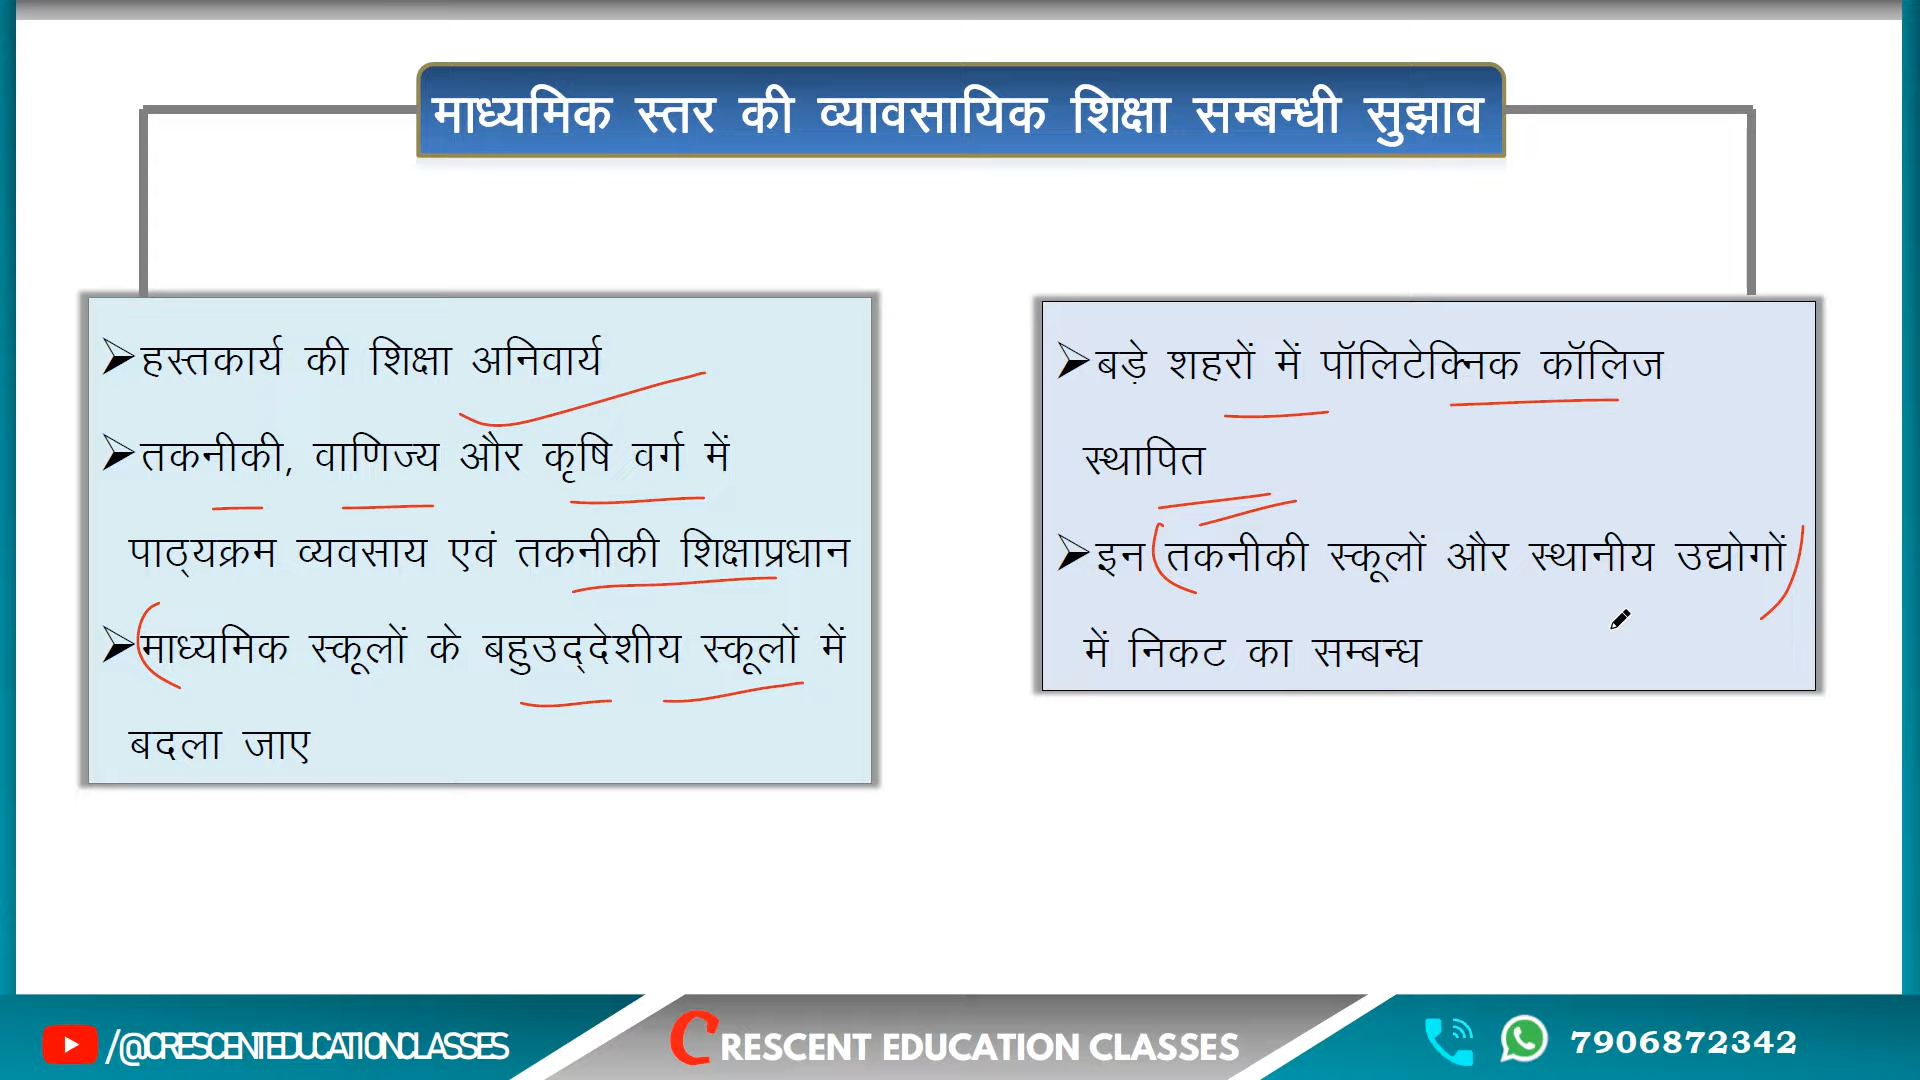 माध्यमिक स्तर की व्यावसायिक शिक्षा सम्बन्धी सुझाव
➢हस्तकार्य की शिक्षा अनिवार्य
➢तकनीकी, वाणिज्य और कृषि वर्ग में
पाठ्यक्रम व्यवसाय एवं तकनीकी शिक्षाप्रधान
➢माध्यमिक स्कूलों के बहुउद्देशीय स्कूलों में
बदला जाए
➢बड़े शहरों में पॉलिटेक्निक कॉलिज
स्थापित
➢इन तकनीकी स्कूलों और स्थानीय उद्योगों
में निकट का सम्बन्ध
/@CRESCENTEDUCATIONCLASSES
CRESCENT EDUCATION CLASSES
7906872342